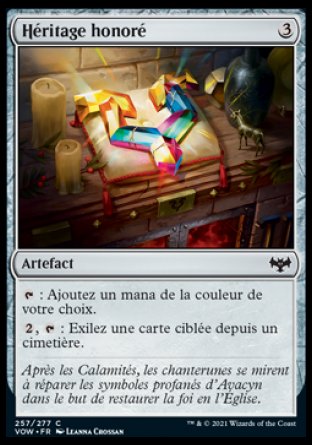 Héritage honoré 3
Artefact
: Ajoutez un mana de la couleur de
votre choix.
2, : Exilez une carte ciblée depuis un
cimetière.
Après les Calamités, les chanterunes se mirent
à réparer les symboles profanés d'Avacyn
dans le but de restaurer la foi en l'Église.
257/277 C
VOW • FR Leanna Crossan
™ & © 2021 Wizards of the Coast